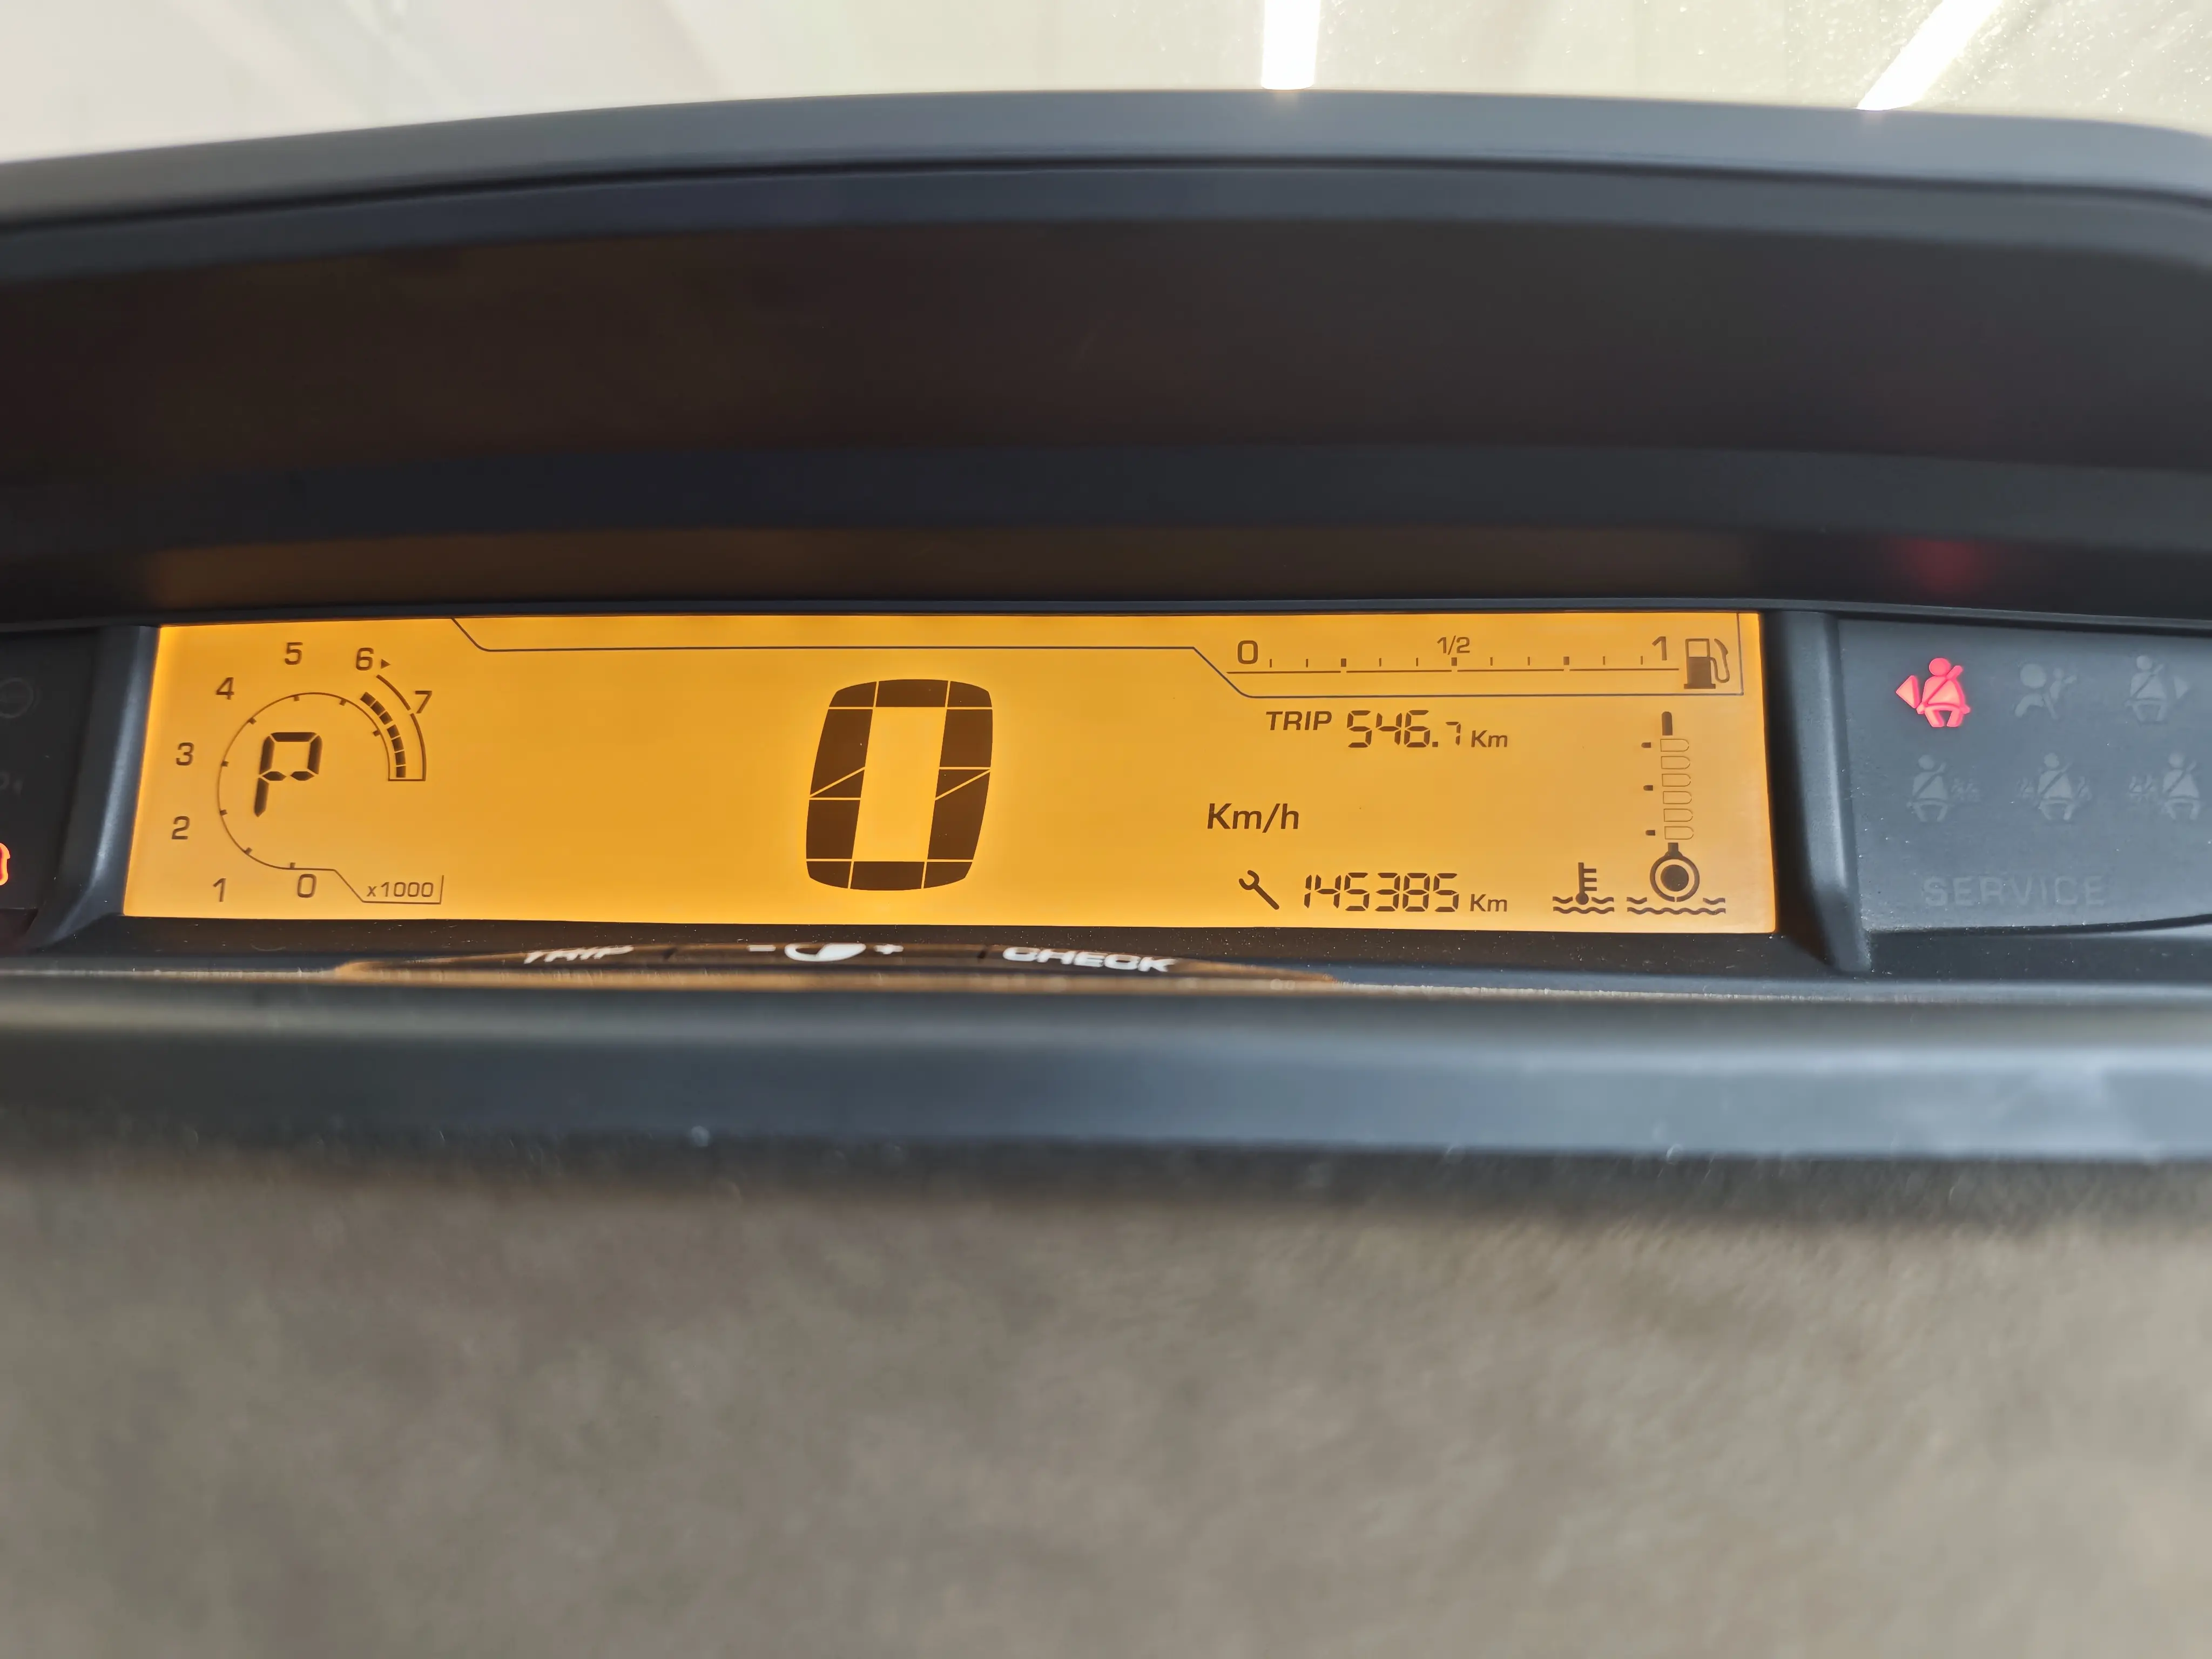 5 6 7
4
3 P
2
1 0 x1000
0
0 1/2 1
TRIP 546.7 Km
Km/h
145385 Km
SERVICE
TRIP - + CHECK